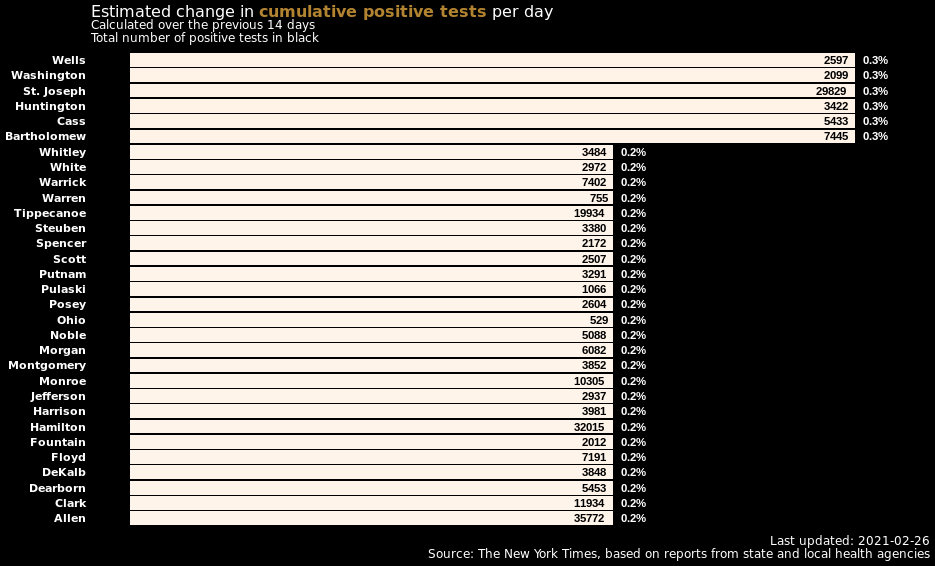 Estimated change in cumulative positive tests per day
Calculated over the previous 14 days
Total number of positive tests in black
Wells 2597 0.3%
Washington 2099 0.3%
St. Joseph 29829 0.3%
Huntington 3422 0.3%
Cass 5433 0.3%
Bartholomew 7445 0.3%
Whitley 3484 0.2%
White 2972 0.2%
Warrick 7402 0.2%
Warren 755 0.2%
Tippecanoe 19934 0.2%
Steuben 3380 0.2%
Spencer 2172 0.2%
Scott 2507 0.2%
Putnam 3291 0.2%
Pulaski 1066 0.2%
Posey 2604 0.2%
Ohio 529 0.2%
Noble 5088 0.2%
Morgan 6082 0.2%
Montgomery 3852 0.2%
Monroe 10305 0.2%
Jefferson 2937 0.2%
Harrison 3981 0.2%
Hamilton 32015 0.2%
Fountain 2012 0.2%
Floyd 7191 0.2%
DeKalb 3848 0.2%
Dearborn 5453 0.2%
Clark 11934 0.2%
Allen 35772 0.2%
Last updated: 2021-02-26
Source: The New York Times, based on reports from state and local health agencies